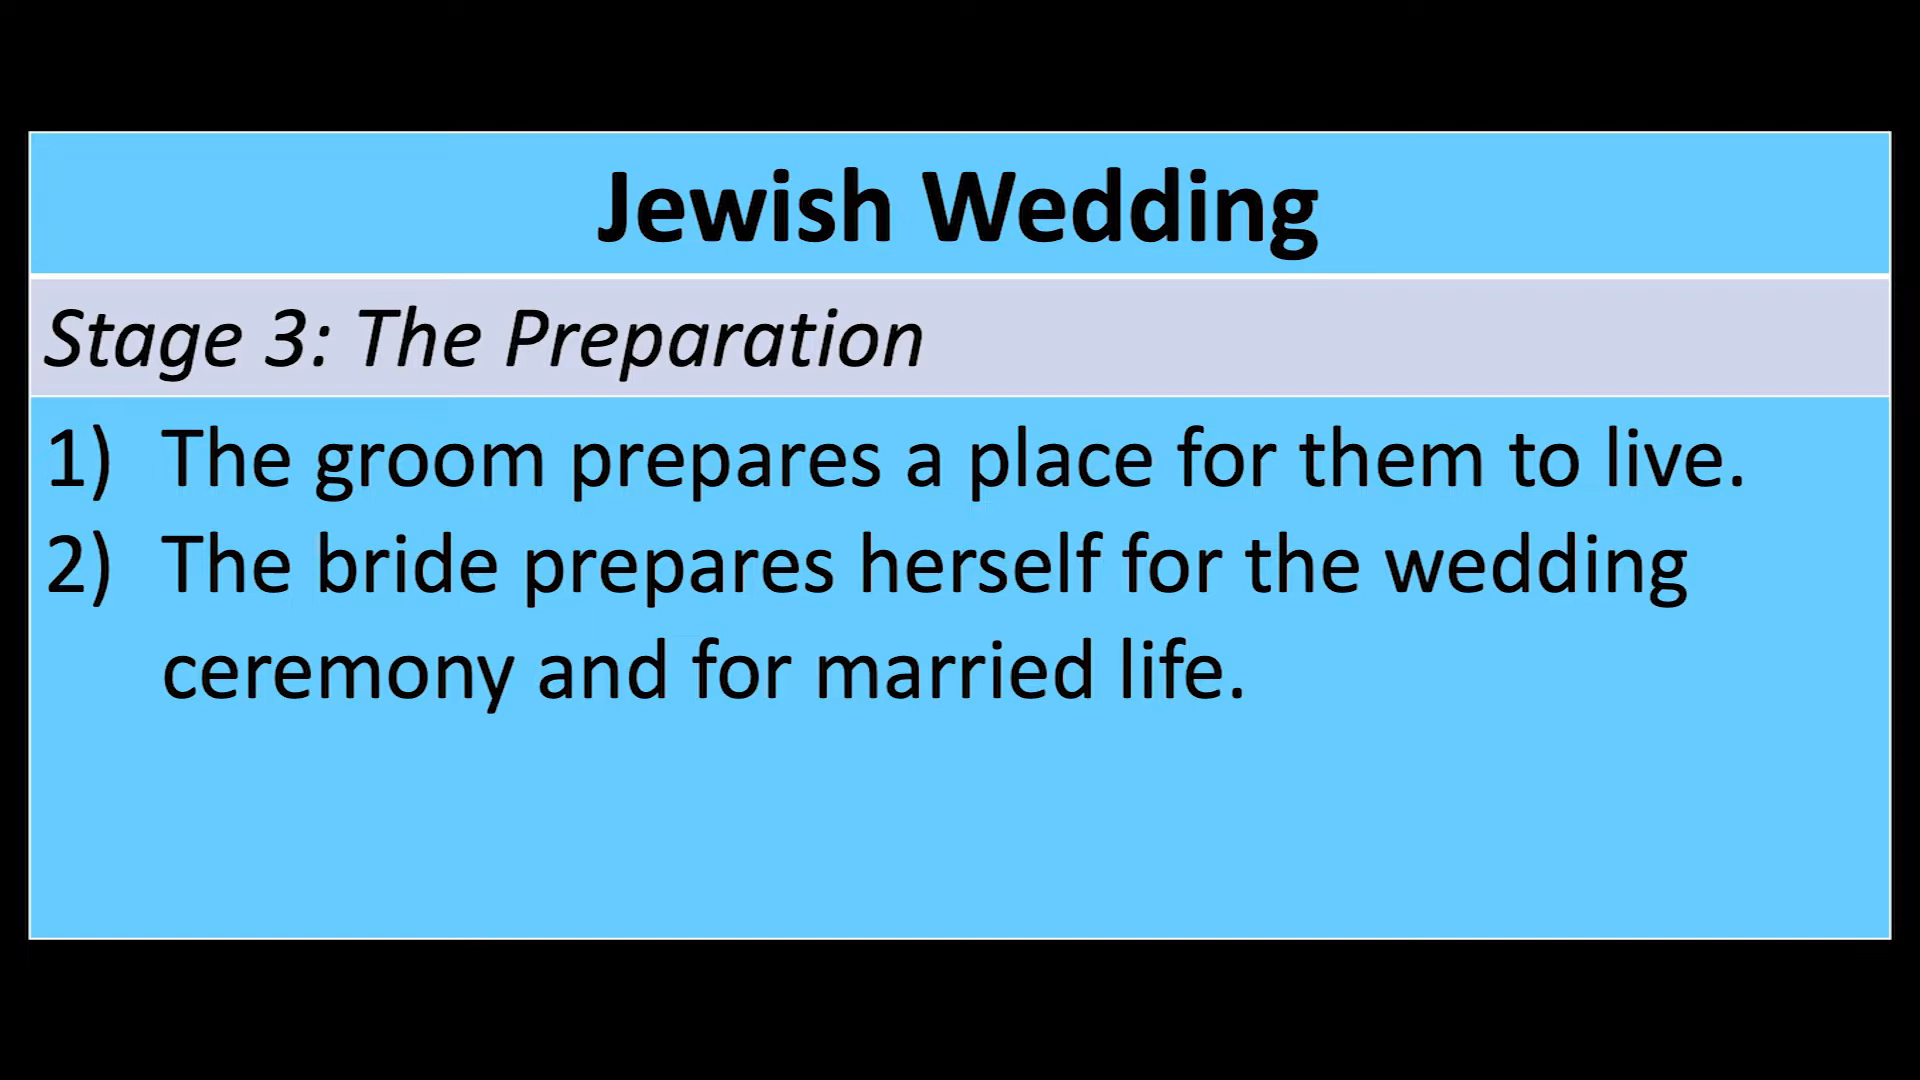 Jewish Wedding
Stage 3: The Preparation
1) The groom prepares a place for them to live.
2) The bride prepares herself for the wedding
ceremony and for married life.